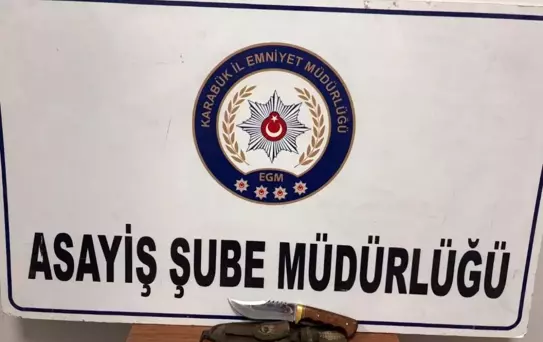 KARABÜK İL EMNİYET MÜDÜRLÜĞÜ
EGM
ASAYİŞ ŞUBE MÜDÜRLÜĞÜ